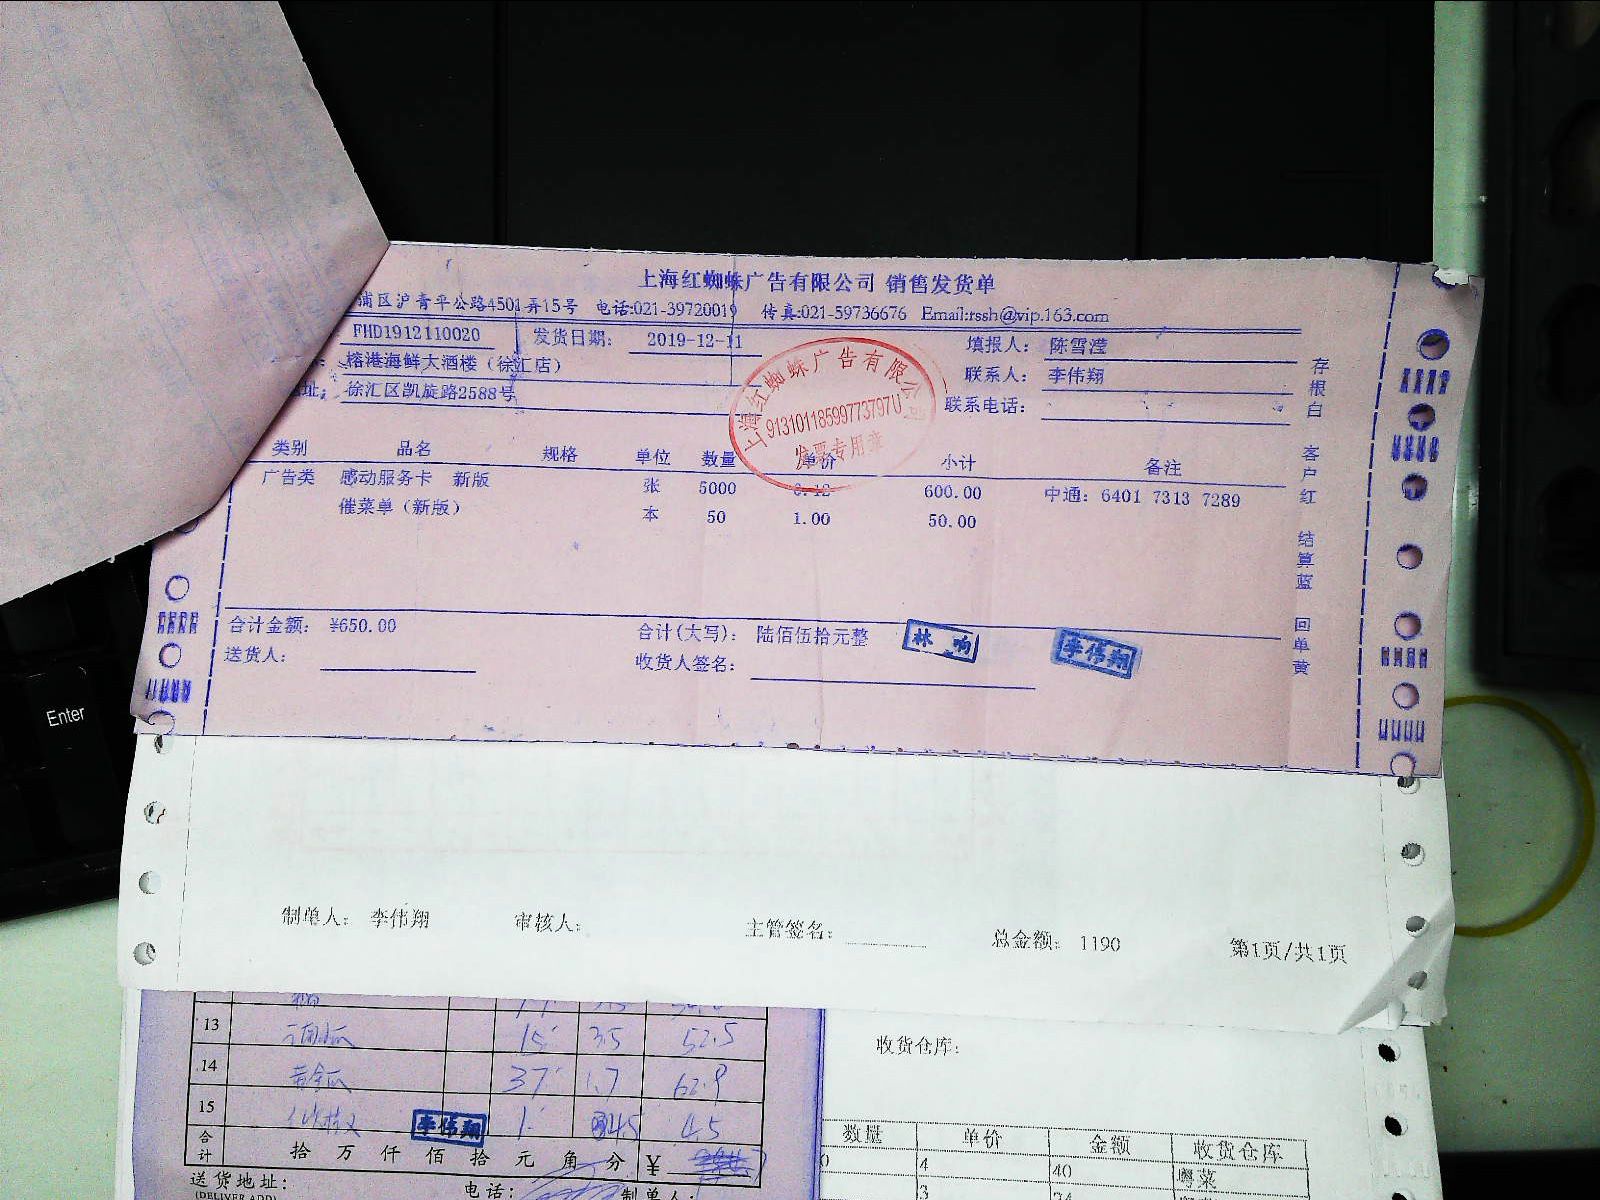 上海红蜘蛛广告有限公司 销售发货单
浦区沪青平公路4501弄15号 电话:021-39720019 传真:021-59736676 Email:rssh@vip.163.com
FHD1912110020 发货日期: 2019-12-11 填报人: 陈雪滢
榕港海鲜大酒楼（徐汇店） 联系人: 李伟翔
址: 徐汇区凯旋路2588号 联系电话:
存根白 客户红 结算蓝 回单黄
上海红蜘蛛广告有限公司
91310118599773797U
发票专用章
类别 品名 规格 单位 数量 单价 小计 备注
广告类 感动服务卡 新版 张 5000 0.12 600.00 中通: 6401 7313 7289
催菜单（新版） 本 50 1.00 50.00
合计金额: ¥650.00 合计(大写): 陆佰伍拾元整 林 响 李伟翔
送货人: 收货人签名:
Enter
制单人: 李伟翔 审核人: 主管签名: 总金额: 1190 第1页/共1页
13 15 3.5 52.5
14 黄金瓜 37 1.7 62.9
15 李伟翔 1 45
合计 拾 万 仟 佰 拾 元 角 分 ¥
送货地址: 电话: 制单人:
(DELIVER ADD)
收货仓库:
数量 单价 金额 收货仓库
0 4 40 粤菜
3